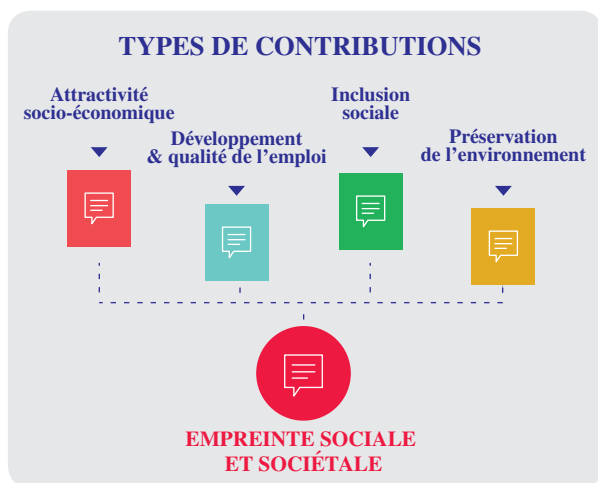 TYPES DE CONTRIBUTIONS
Attractivité
socio-économique
Développement
& qualité de l’emploi
Inclusion
sociale
Préservation
de l’environnement
EMPREINTE SOCIALE
ET SOCIÉTALE